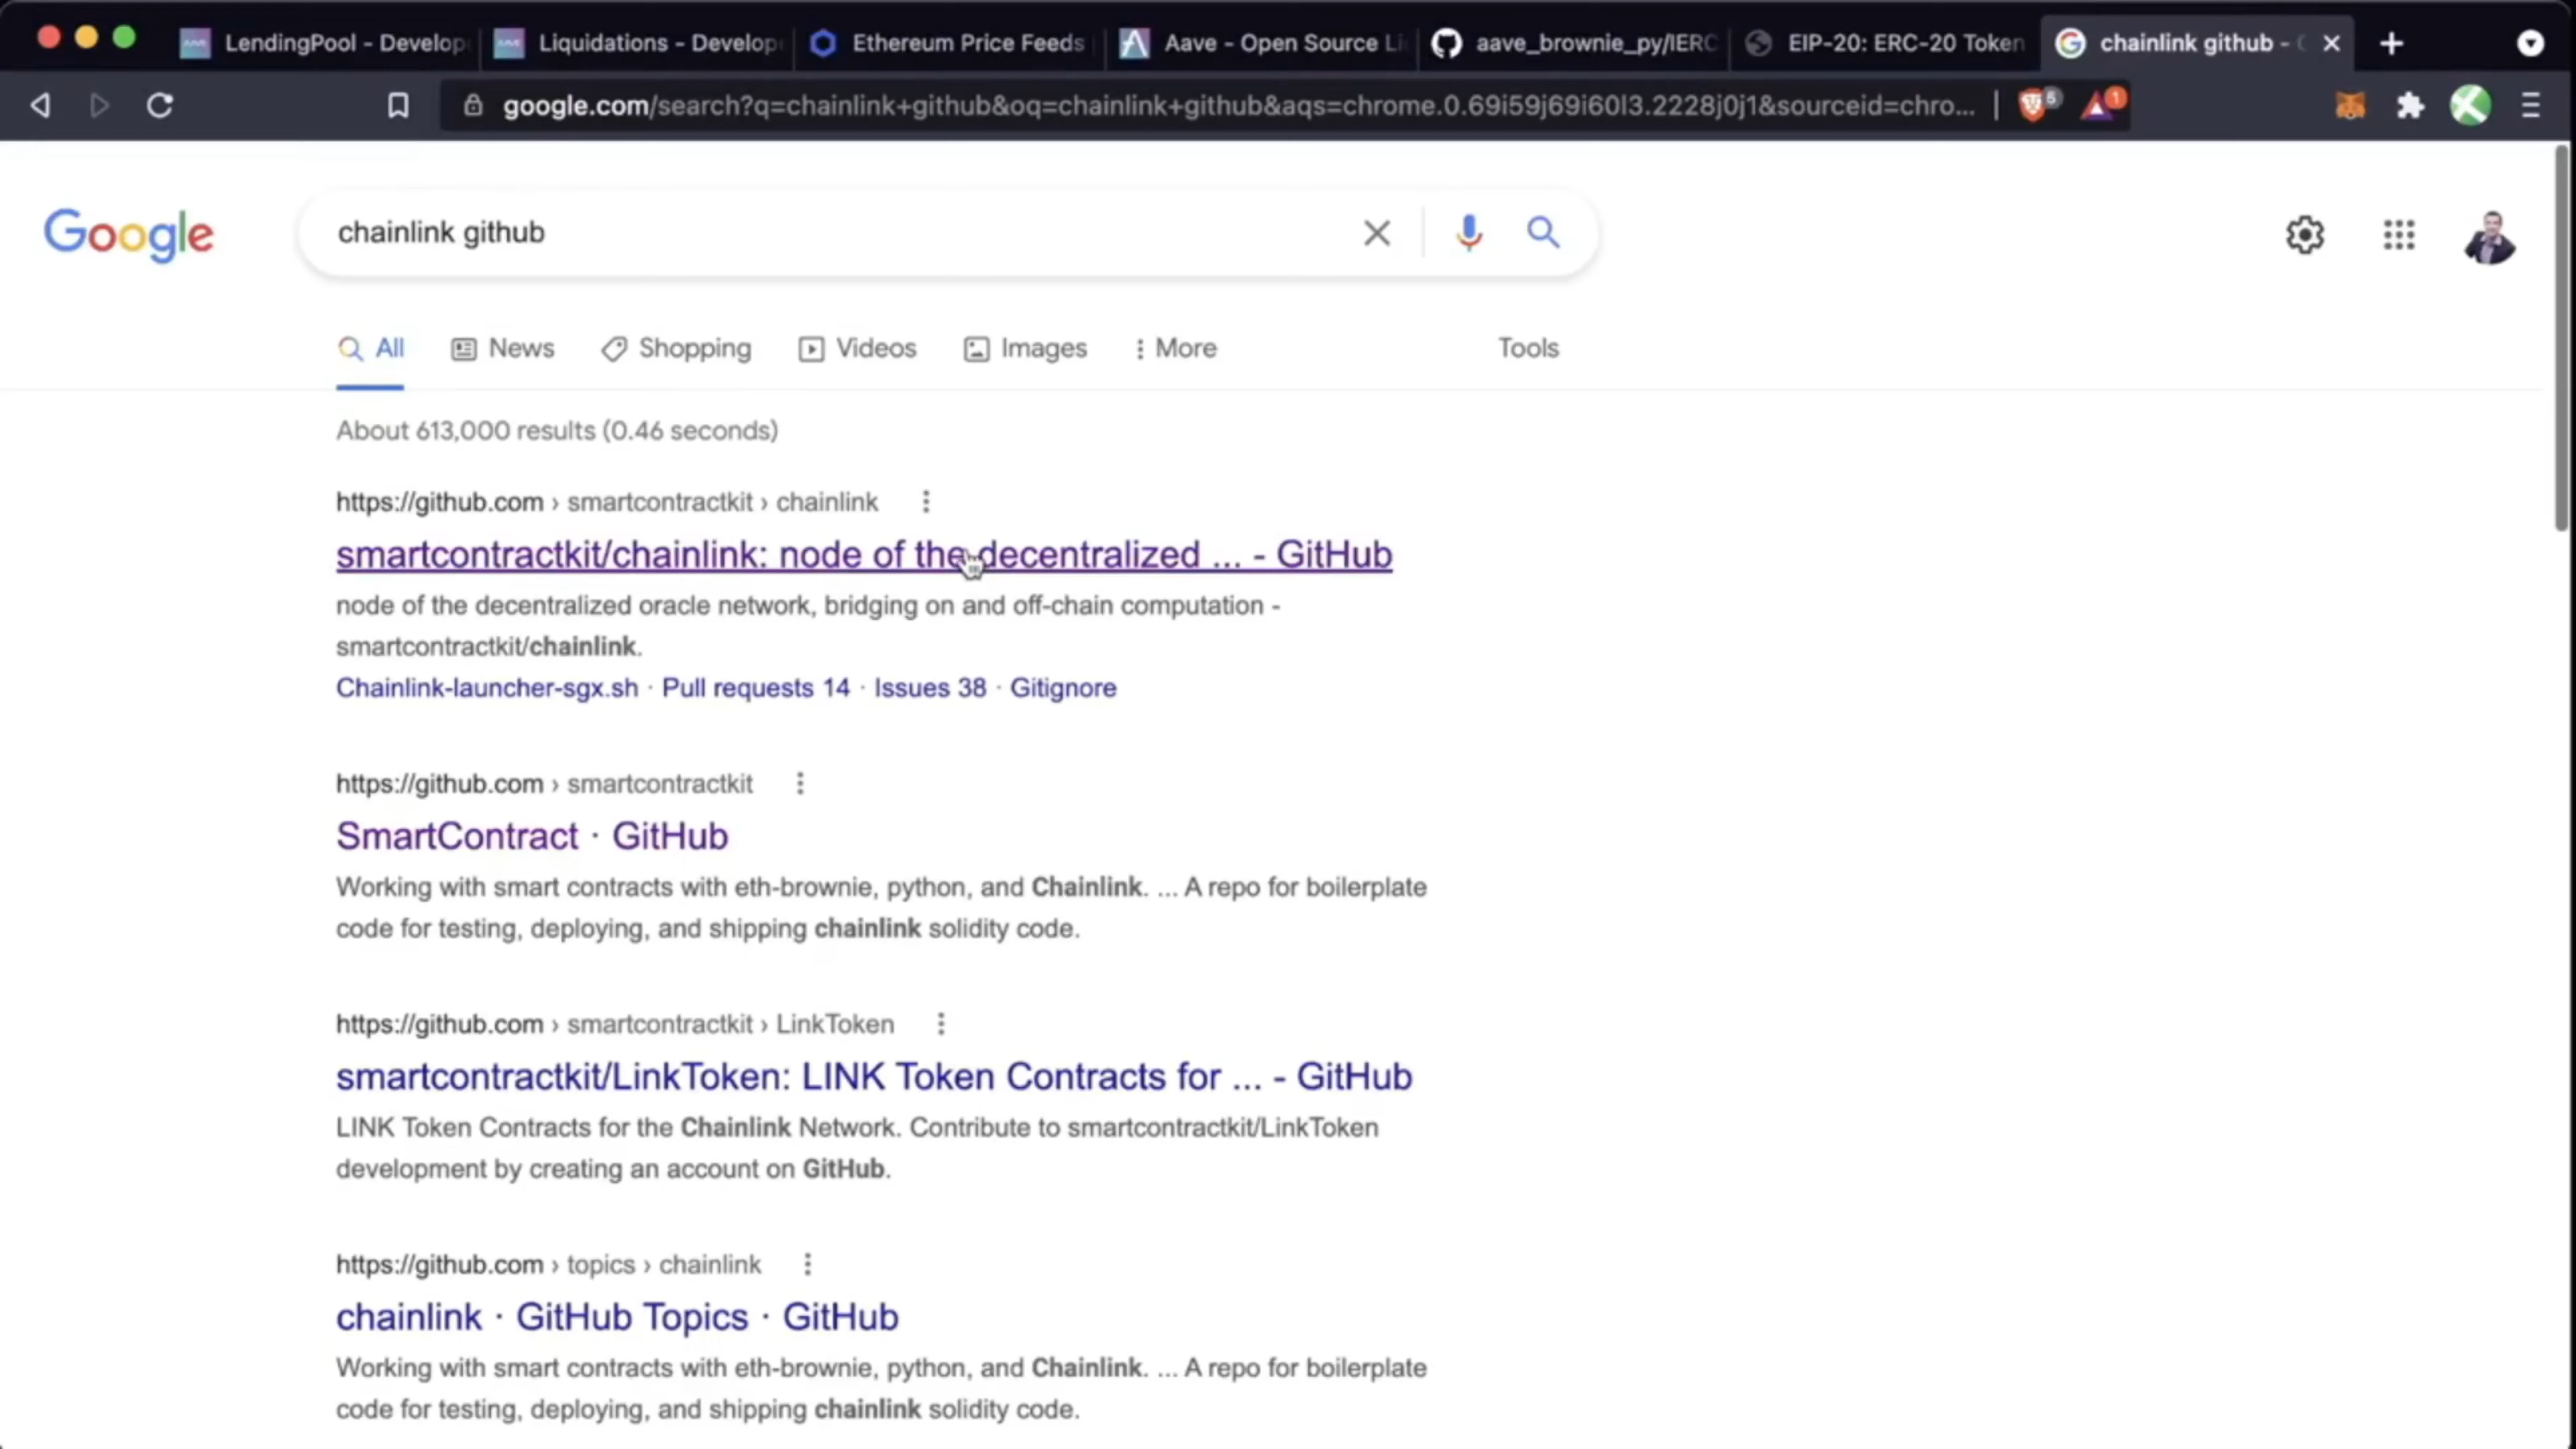 LendingPool - Develop
Liquidations - Develop
Ethereum Price Feeds
Aave - Open Source Li
aave_brownie_py/IERC
EIP-20: ERC-20 Token
chainlink github -
google.com/search?q=chainlink+github&oq=chainlink+github&aqs=chrome.0.69i59j69i60l3.2228j0j1&sourceid=chro...
5
1
Google
chainlink github
All
News
Shopping
Videos
Images
More
Tools
About 613,000 results (0.46 seconds)
https://github.com › smartcontractkit › chainlink
smartcontractkit/chainlink: node of the decentralized ... - GitHub
node of the decentralized oracle network, bridging on and off-chain computation -
smartcontractkit/chainlink.
Chainlink-launcher-sgx.sh · Pull requests 14 · Issues 38 · Gitignore
https://github.com › smartcontractkit
SmartContract · GitHub
Working with smart contracts with eth-brownie, python, and Chainlink. ... A repo for boilerplate
code for testing, deploying, and shipping chainlink solidity code.
https://github.com › smartcontractkit › LinkToken
smartcontractkit/LinkToken: LINK Token Contracts for ... - GitHub
LINK Token Contracts for the Chainlink Network. Contribute to smartcontractkit/LinkToken
development by creating an account on GitHub.
https://github.com › topics › chainlink
chainlink · GitHub Topics · GitHub
Working with smart contracts with eth-brownie, python, and Chainlink. ... A repo for boilerplate
code for testing, deploying, and shipping chainlink solidity code.